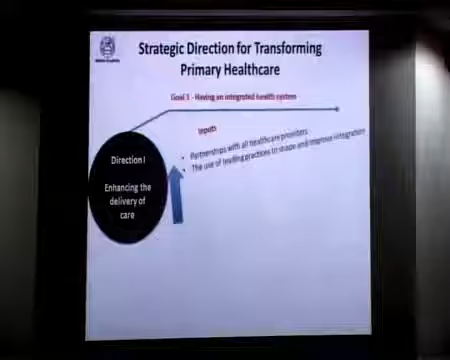 Strategic Direction for Transforming
Primary Healthcare
Goal 1 - Having an integrated health system
Inputs
• Partnerships with all healthcare providers
• The use of leading practices to shape and improve integration
Direction I
Enhancing the
delivery of
care